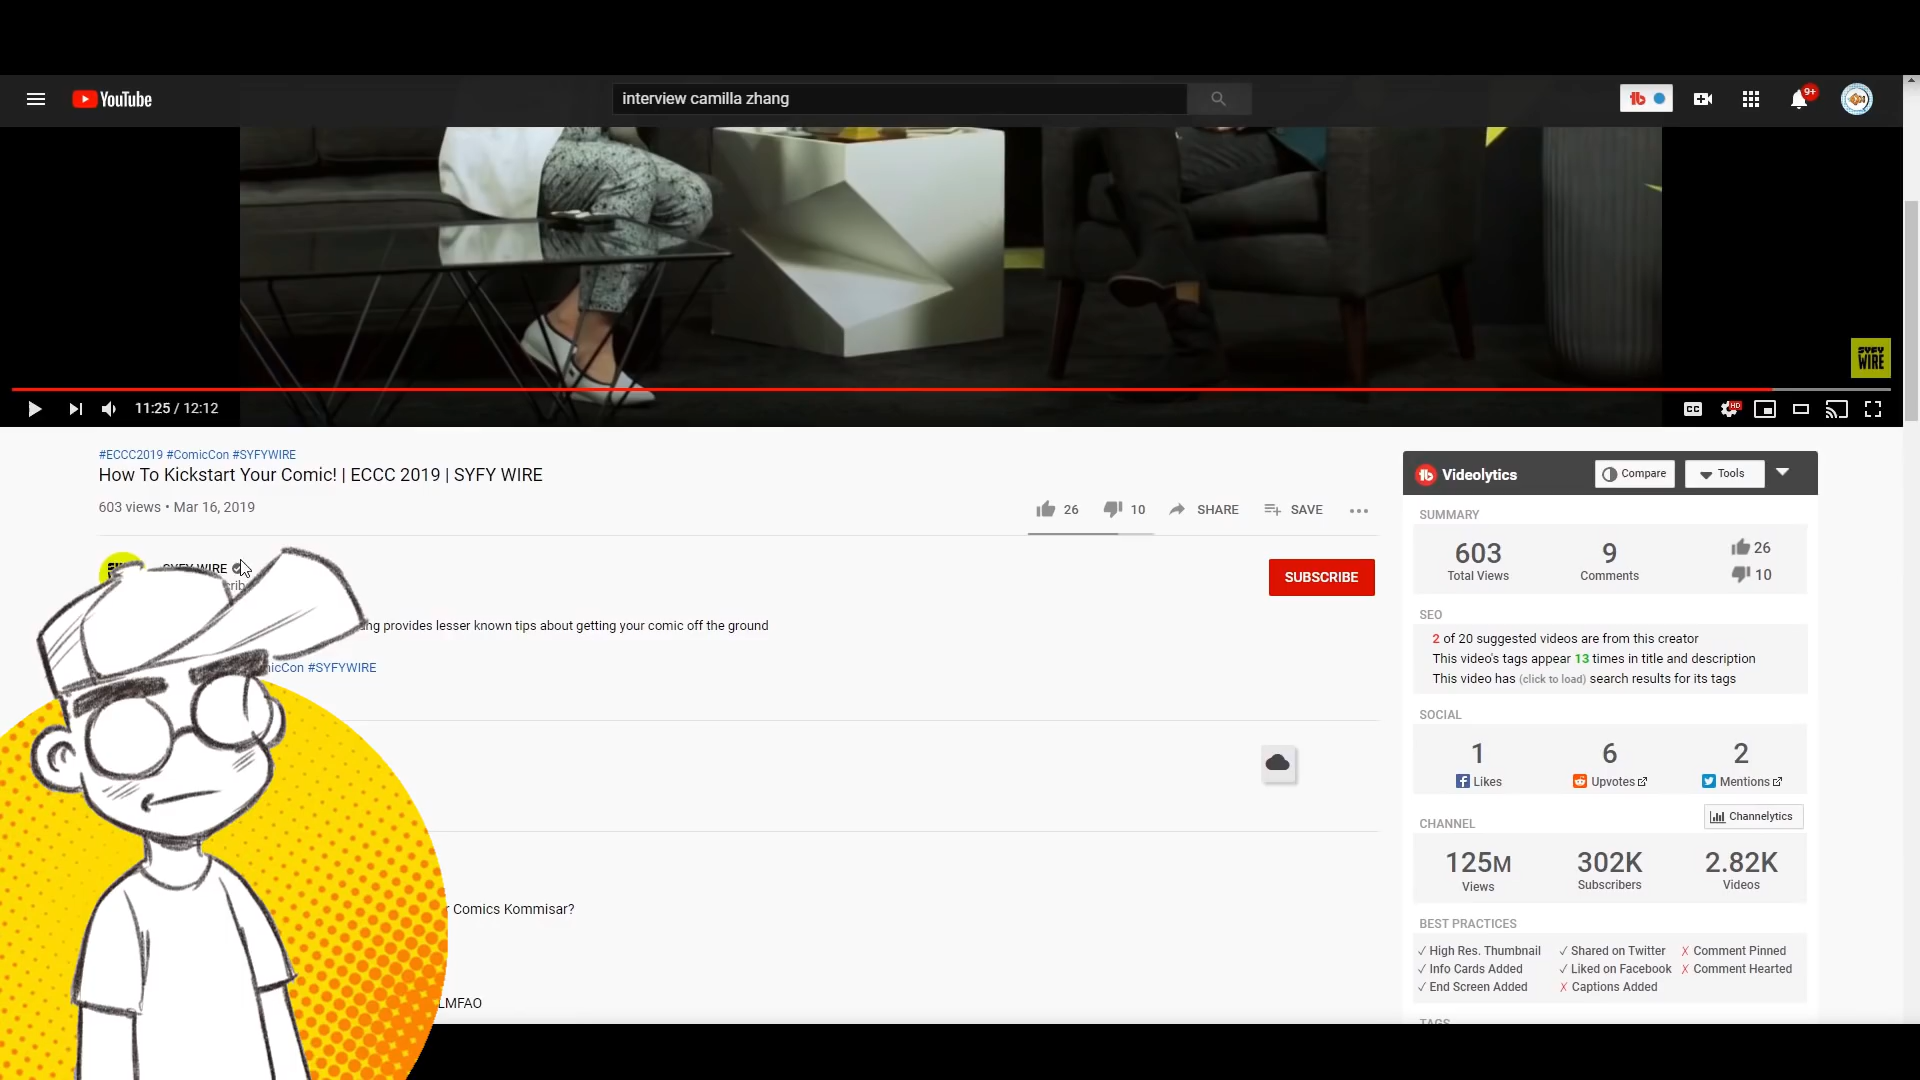 YouTube
interview camilla zhang
9+
SYFY
WIRE
11:25 / 12:12
CC
HD
#ECCC2019 #ComicCon #SYFYWIRE
How To Kickstart Your Comic! | ECCC 2019 | SYFY WIRE
603 views • Mar 16, 2019
26
10
SHARE
SAVE
SYFY WIRE
SUBSCRIBE
provides lesser known tips about getting your comic off the ground
#SYFYWIRE
Comics Kommisar?
LMFAO
Videolytics
Compare
Tools
SUMMARY
603
Total Views
9
Comments
26
10
SEO
2 of 20 suggested videos are from this creator
This video's tags appear 13 times in title and description
This video has (click to load) search results for its tags
SOCIAL
1
Likes
6
Upvotes
2
Mentions
CHANNEL
Channelytics
125M
Views
302K
Subscribers
2.82K
Videos
BEST PRACTICES
✓ High Res. Thumbnail ✓ Shared on Twitter ✗ Comment Pinned
✓ Info Cards Added ✓ Liked on Facebook ✗ Comment Hearted
✓ End Screen Added ✗ Captions Added
TAGS